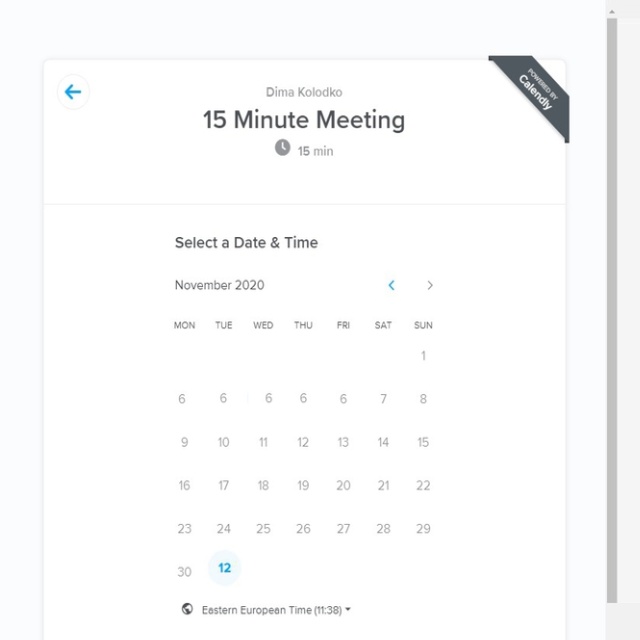 POWERED BY
Calendly
Dima Kolodko
15 Minute Meeting
15 min
Select a Date & Time
November 2020
MON TUE WED THU FRI SAT SUN
1
6 6 6 6 6 7 8
9 10 11 12 13 14 15
16 17 18 19 20 21 22
23 24 25 26 27 28 29
30 12
Eastern European Time (11:38)